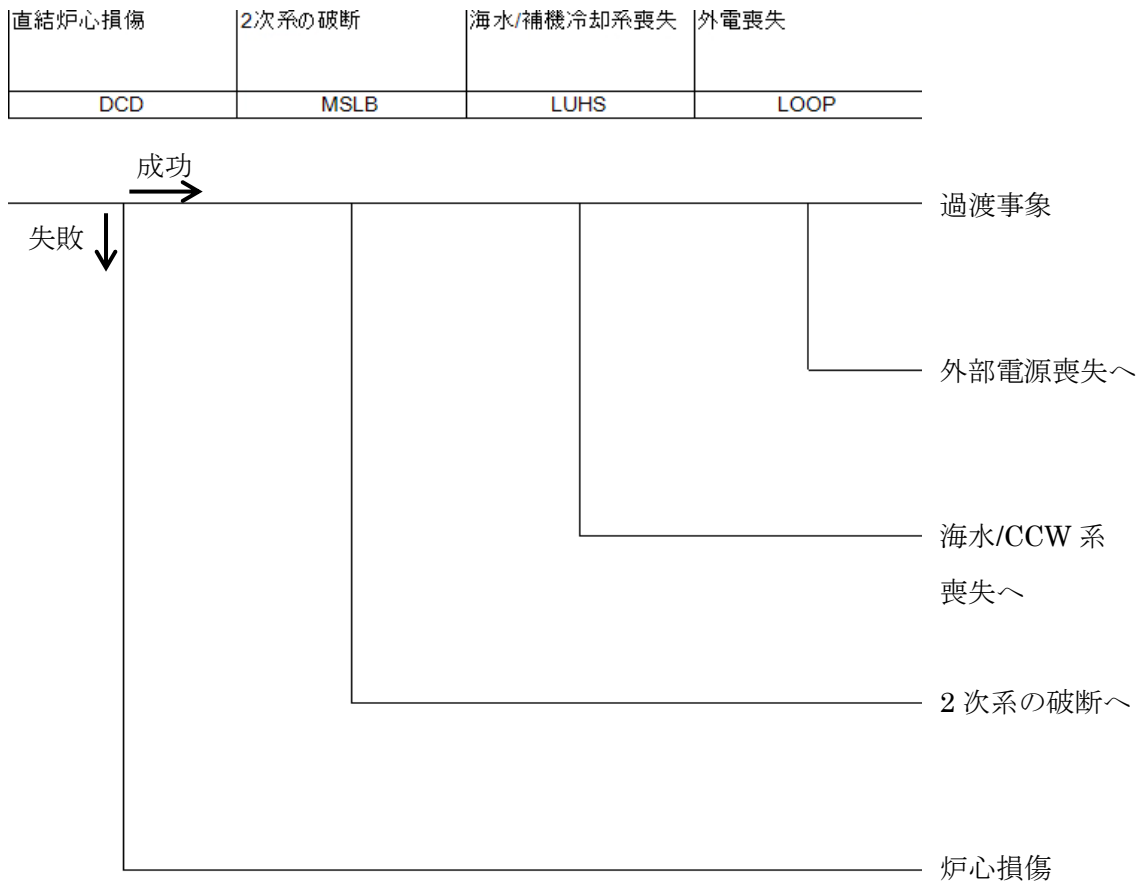 直結炉心損傷
2次系の破断
海水/補機冷却系喪失
外電喪失
DCD
MSLB
LUHS
LOOP
成功
失敗
過渡事象
外部電源喪失へ
海水/CCW 系
喪失へ
2 次系の破断へ
炉心損傷